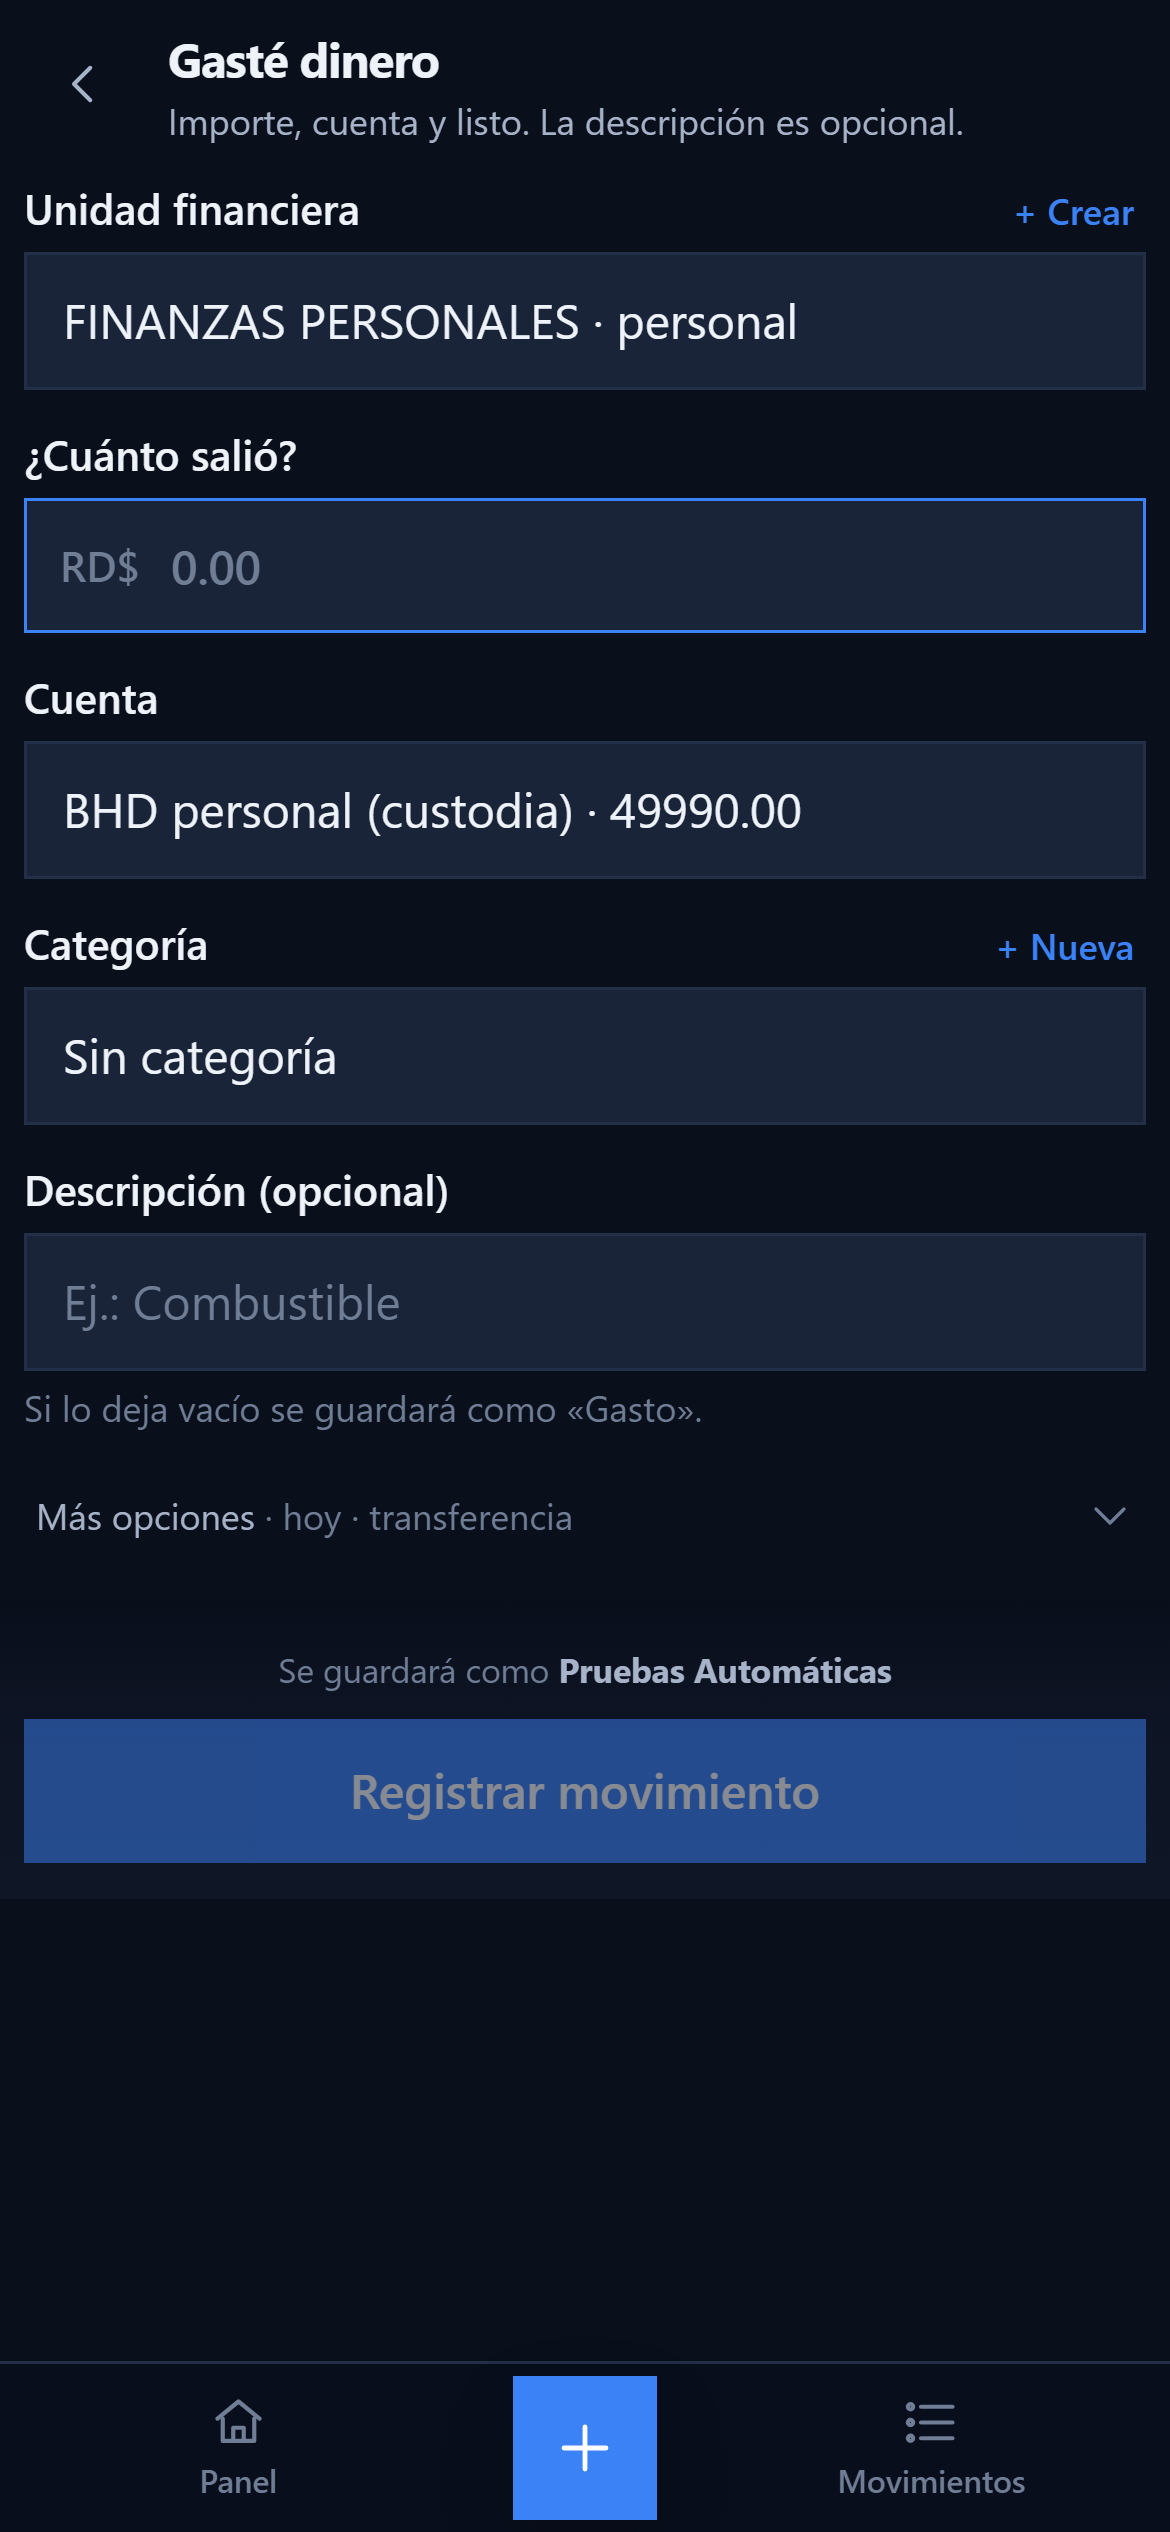 Gasté dinero
Importe, cuenta y listo. La descripción es opcional.
Unidad financiera
+ Crear
FINANZAS PERSONALES · personal
¿Cuánto salió?
RD$ 0.00
Cuenta
BHD personal (custodia) · 49990.00
Categoría
+ Nueva
Sin categoría
Descripción (opcional)
Ej.: Combustible
Si lo deja vacío se guardará como «Gasto».
Más opciones · hoy · transferencia
Se guardará como Pruebas Automáticas
Registrar movimiento
Panel
Movimientos